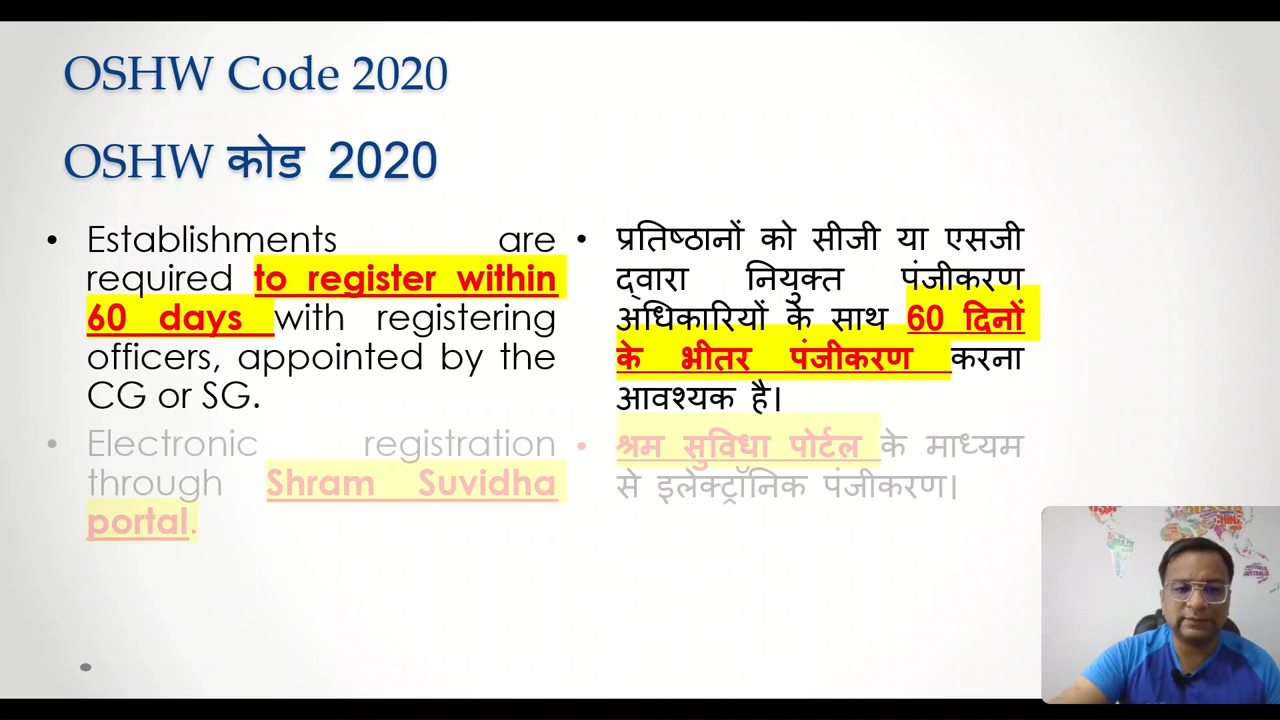 OSHW Code 2020
OSHW कोड 2020
• Establishments are
required to register within
60 days with registering
officers, appointed by the
CG or SG.
• Electronic registration
through Shram Suvidha
portal.
• प्रतिष्ठानों को सीजी या एसजी
द्वारा नियुक्त पंजीकरण
अधिकारियों के साथ 60 दिनों
के भीतर पंजीकरण करना
आवश्यक है।
• श्रम सुविधा पोर्टल के माध्यम
से इलेक्ट्रॉनिक पंजीकरण।